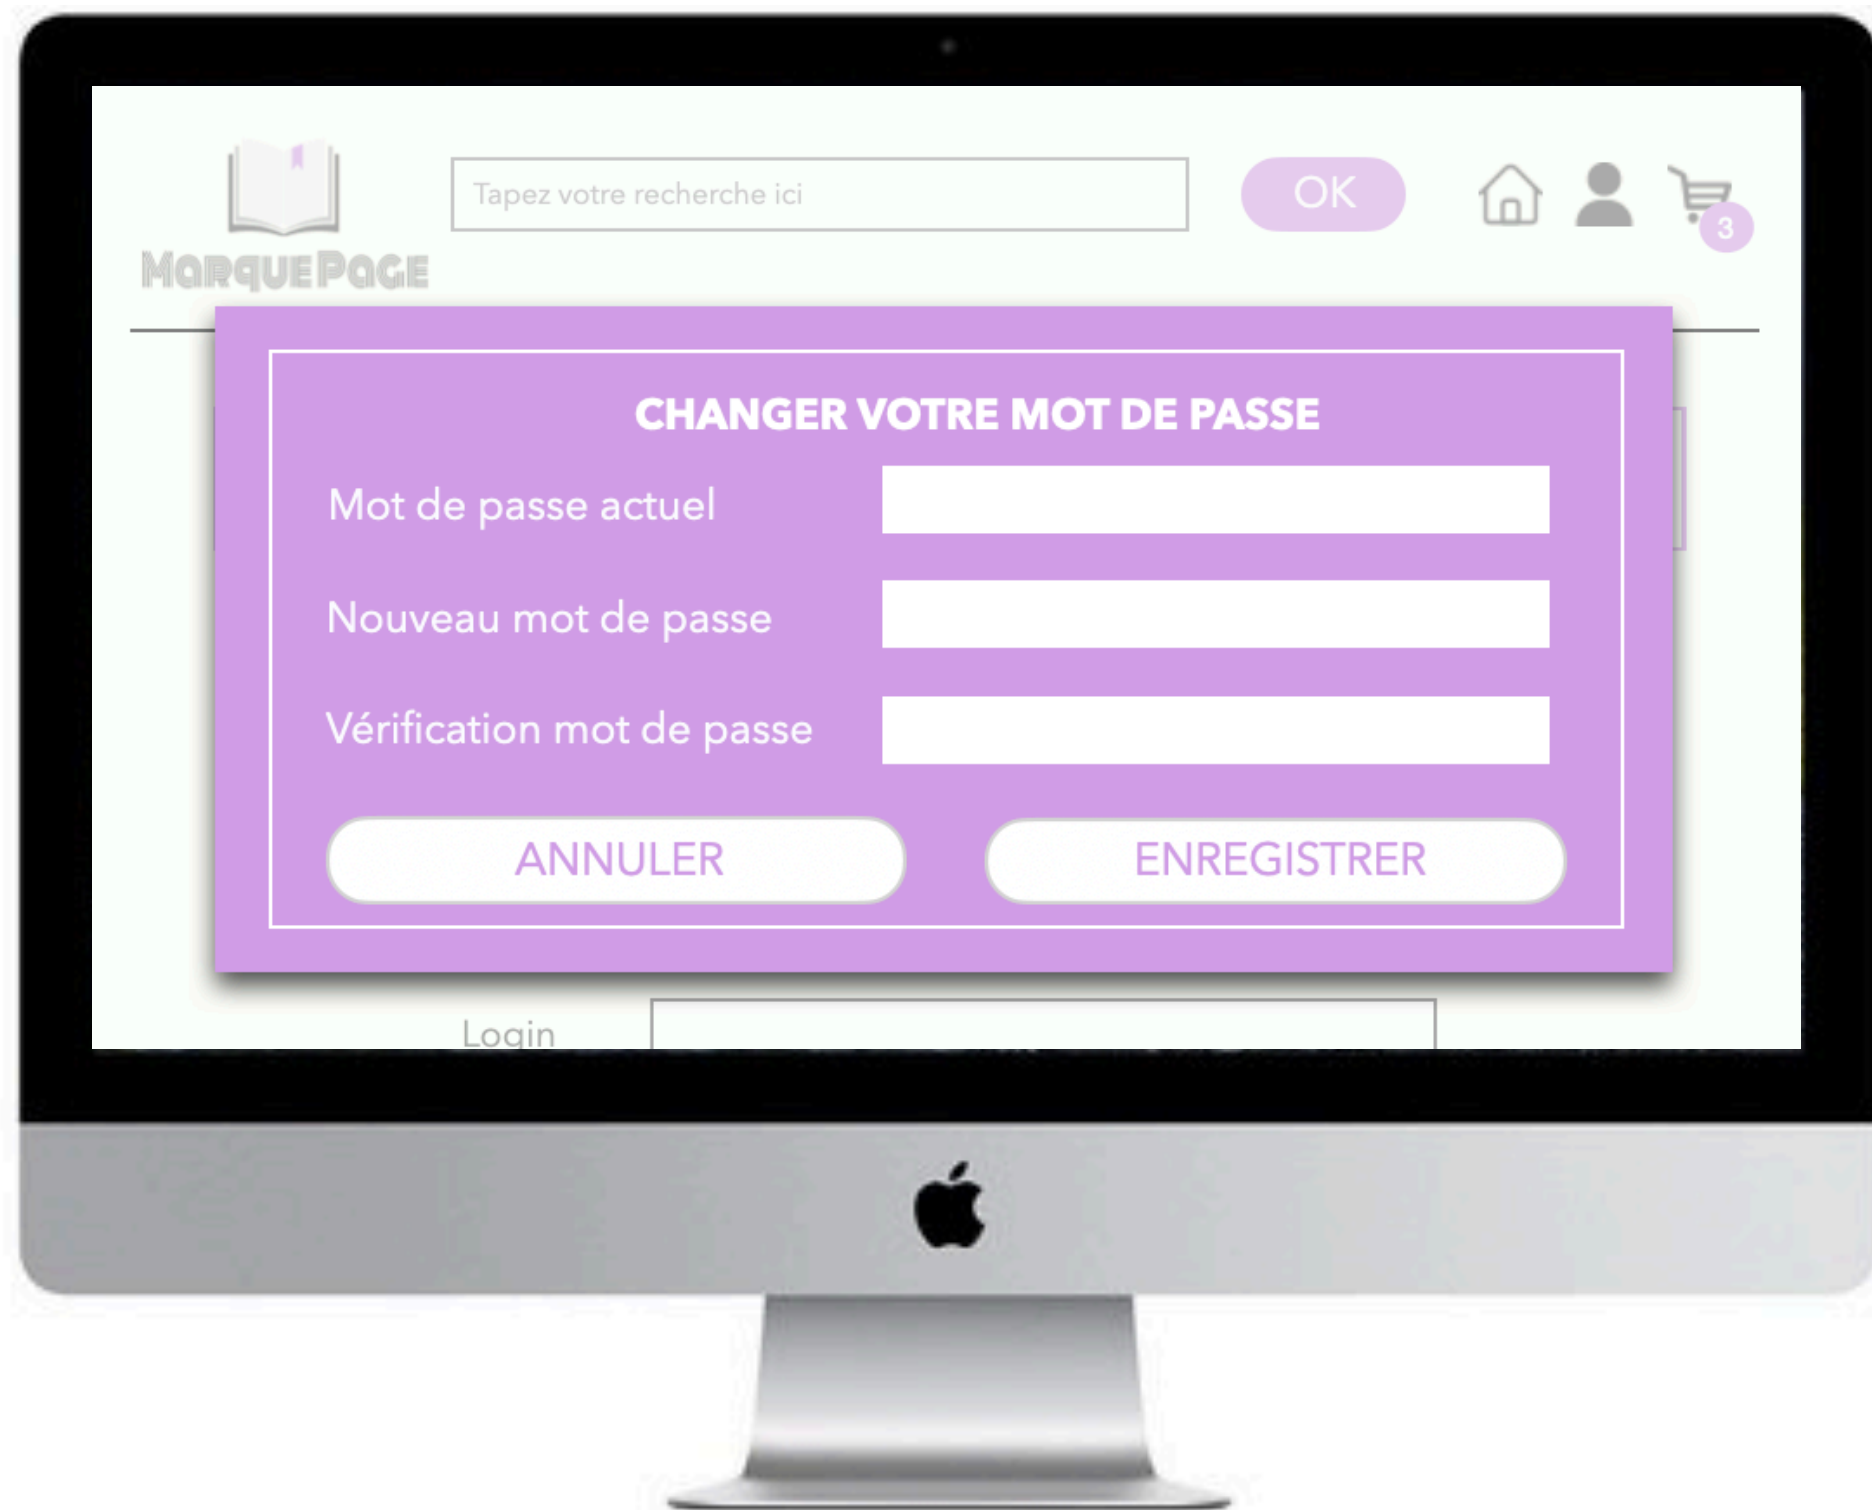 MARQUEPAGE
Tapez votre recherche ici
OK
3
CHANGER VOTRE MOT DE PASSE
Mot de passe actuel
Nouveau mot de passe
Vérification mot de passe
ANNULER
ENREGISTRER
Login